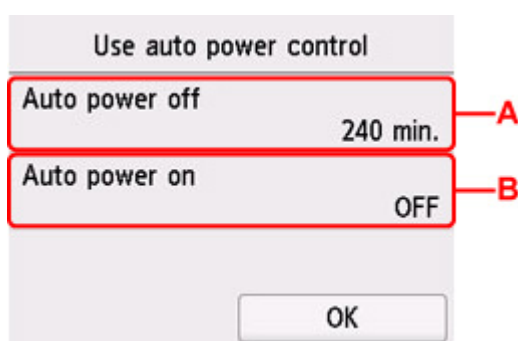 Use auto power control
Auto power off
240 min.
A
Auto power on
OFF
B
OK